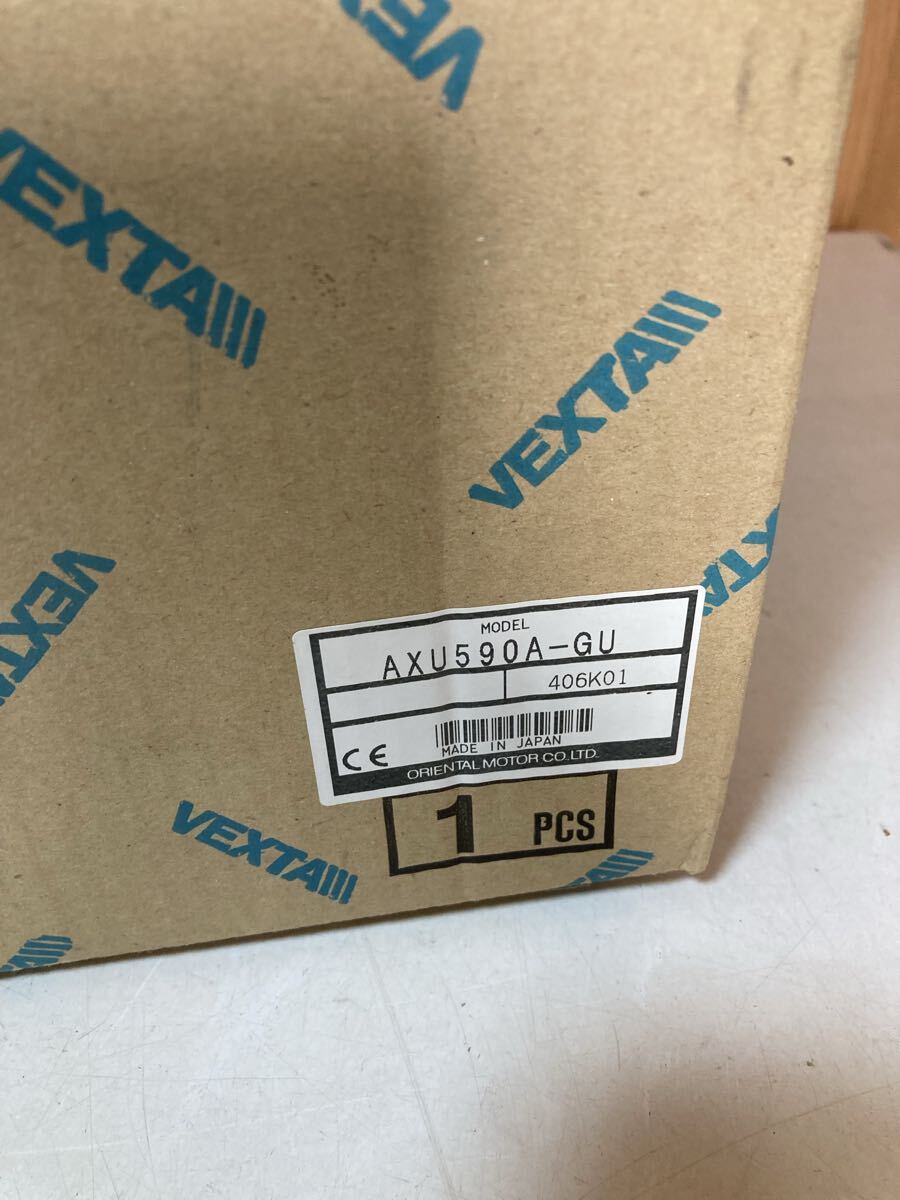 VEXTA
VEXTA
VEXTA
VEXTA
MODEL
AXU590A-GU
406K01
CE
MADE IN JAPAN
ORIENTAL MOTOR CO.LTD.
1 PCS
VEXTA